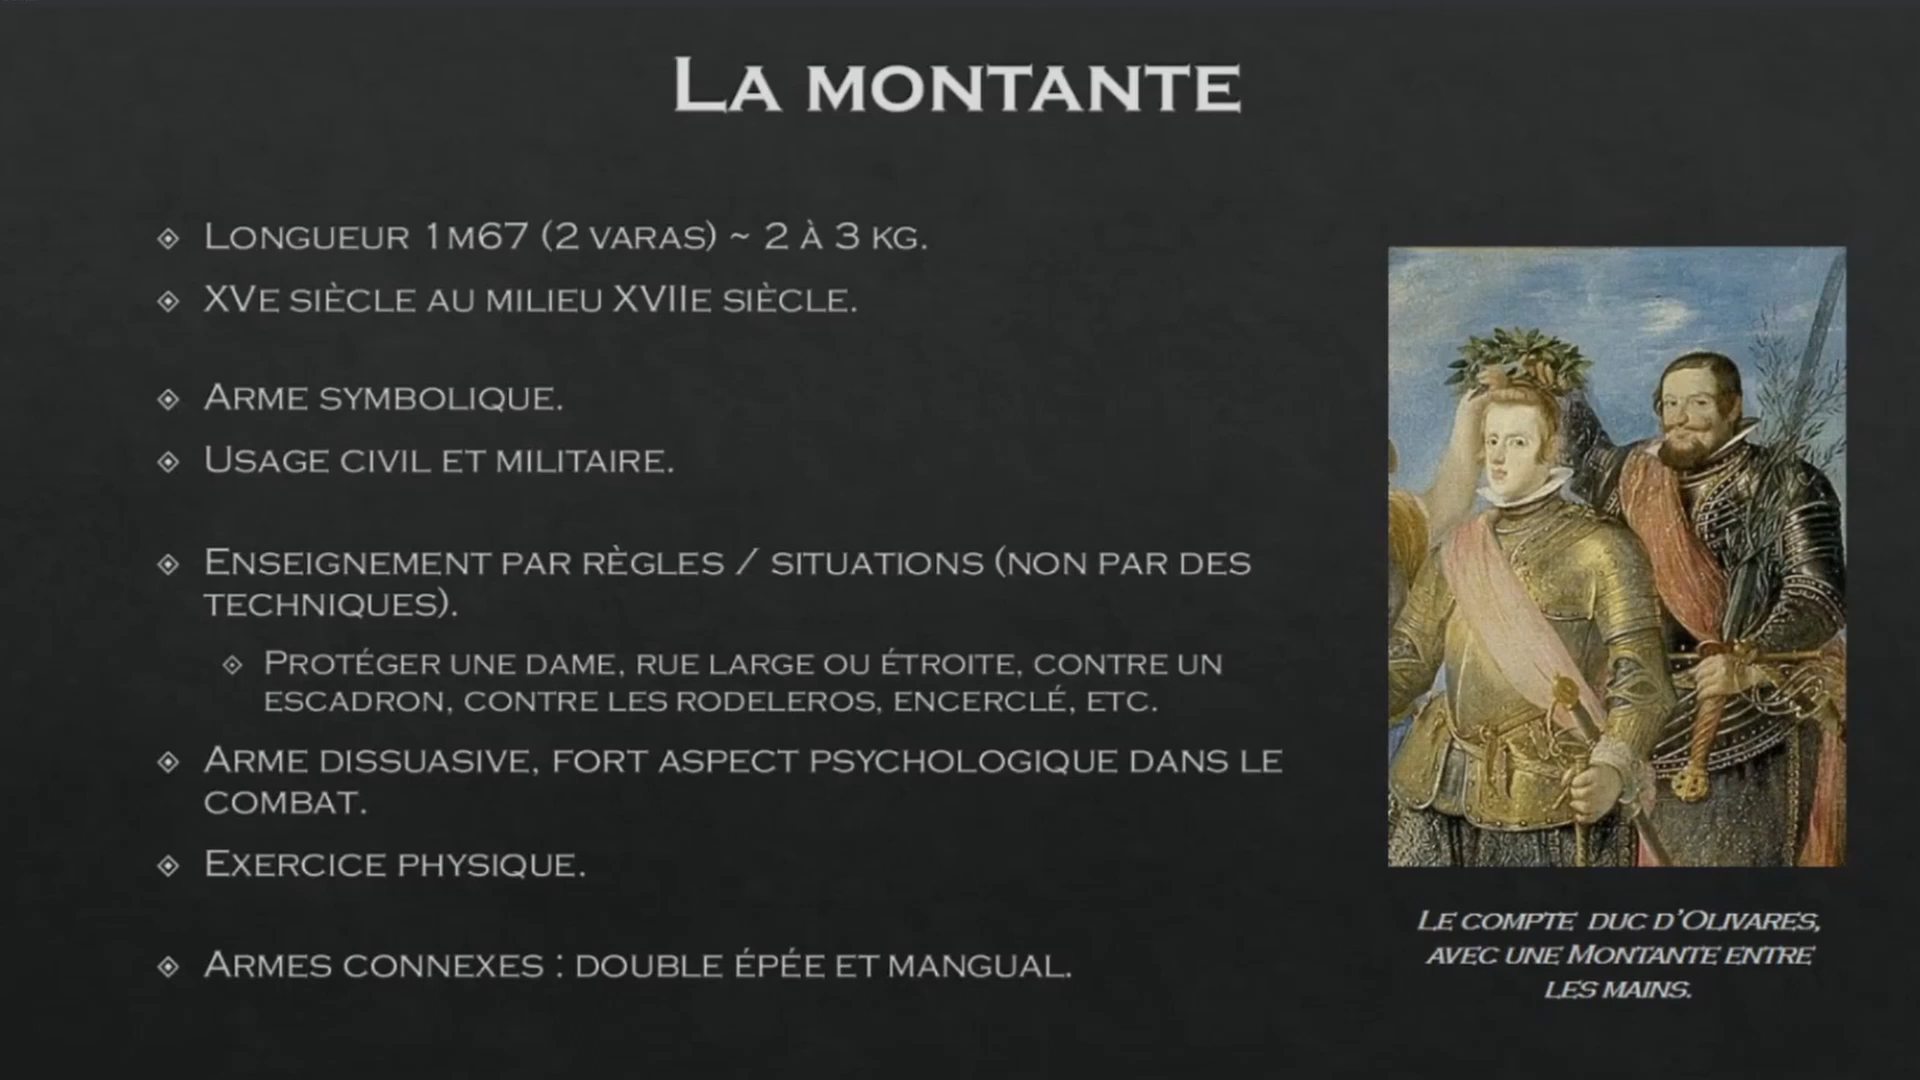 La montante
Longueur 1m67 (2 varas) ~ 2 à 3 kg.
XVe siècle au milieu XVIIe siècle.
Arme symbolique.
Usage civil et militaire.
Enseignement par règles / situations (non par des
techniques).
Protéger une dame, rue large ou étroite, contre un
escadron, contre les rodeleros, encerclé, etc.
Arme dissuasive, fort aspect psychologique dans le
combat.
Exercice physique.
Armes connexes : double épée et mangual.
Le compte duc d'Olivares,
avec une Montante entre
les mains.